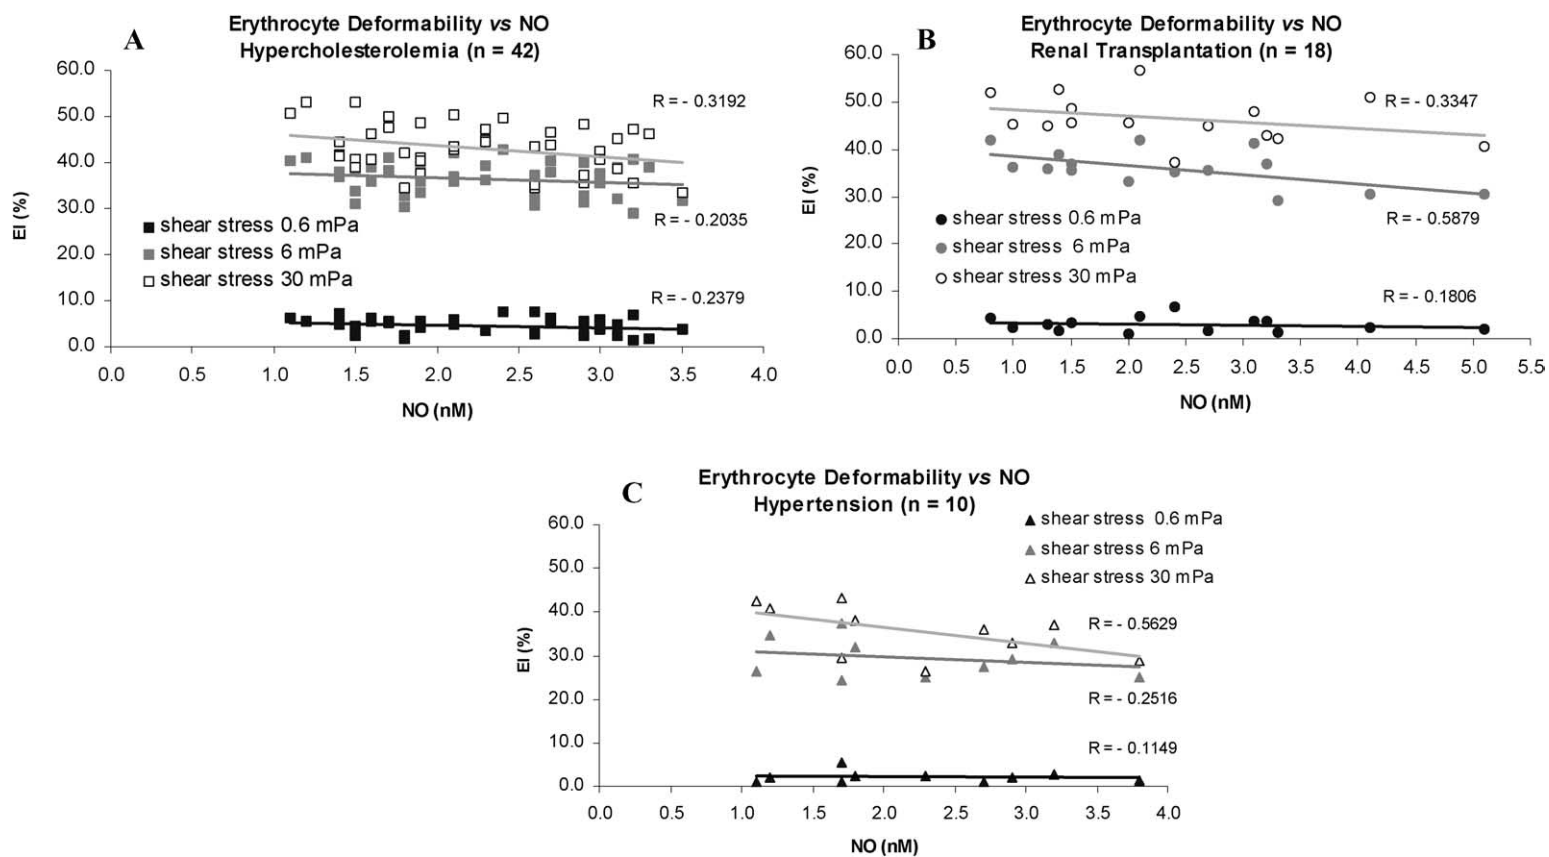 A
Erythrocyte Deformability vs NO
Hypercholesterolemia (n = 42)
60.0
50.0
40.0
30.0
20.0
10.0
0.0
EI (%)
R = - 0.3192
R = - 0.2035
R = - 0.2379
shear stress 0.6 mPa
shear stress 6 mPa
shear stress 30 mPa
0.0 0.5 1.0 1.5 2.0 2.5 3.0 3.5 4.0
NO (nM)
B
Erythrocyte Deformability vs NO
Renal Transplantation (n = 18)
60.0
50.0
40.0
30.0
20.0
10.0
0.0
EI (%)
R = - 0.3347
R = - 0.5879
R = - 0.1806
shear stress 0.6 mPa
shear stress 6 mPa
shear stress 30 mPa
0.0 0.5 1.0 1.5 2.0 2.5 3.0 3.5 4.0 4.5 5.0 5.5
NO (nM)
C
Erythrocyte Deformability vs NO
Hypertension (n = 10)
shear stress 0.6 mPa
shear stress 6 mPa
shear stress 30 mPa
60.0
50.0
40.0
30.0
20.0
10.0
0.0
EI (%)
R = - 0.5629
R = - 0.2516
R = - 0.1149
0.0 0.5 1.0 1.5 2.0 2.5 3.0 3.5 4.0
NO (nM)